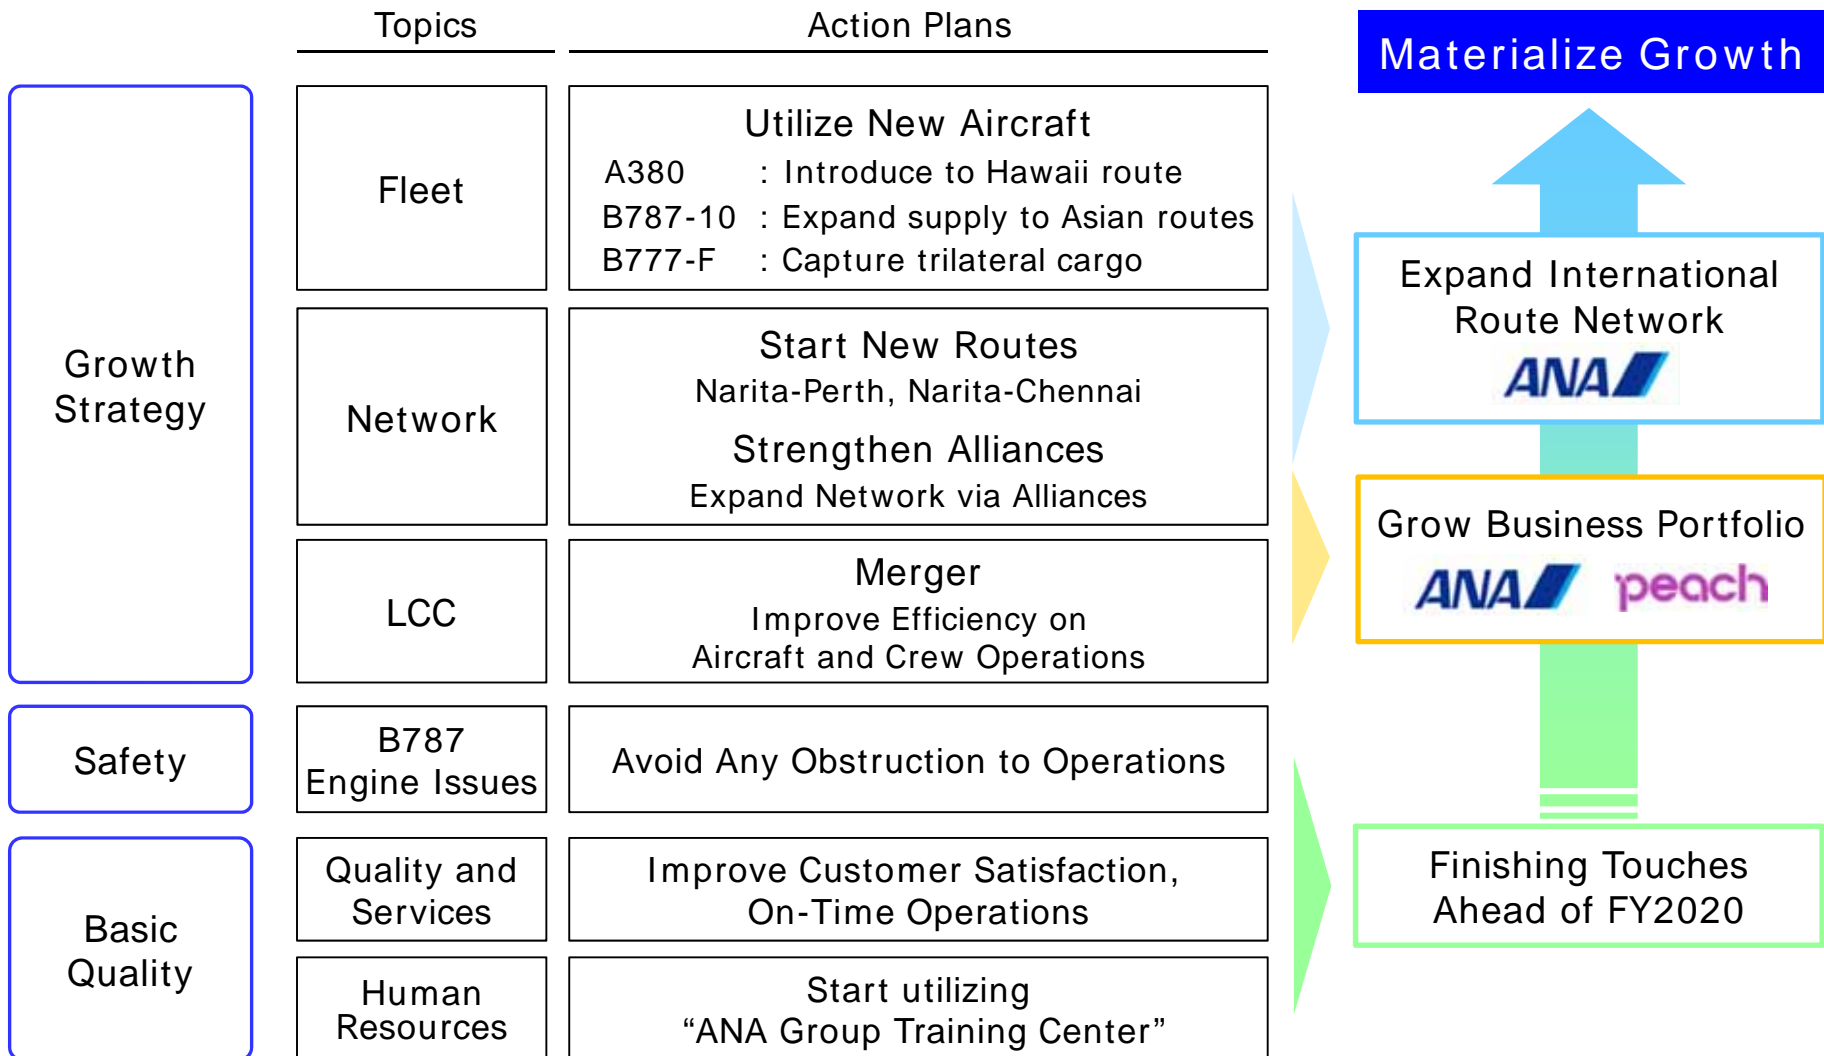 Topics
Action Plans
Materialize Growth
Growth
Strategy
Fleet
Utilize New Aircraft
A380 : Introduce to Hawaii route
B787-10 : Expand supply to Asian routes
B777-F : Capture trilateral cargo
Network
Start New Routes
Narita-Perth, Narita-Chennai
Strengthen Alliances
Expand Network via Alliances
LCC
Merger
Improve Efficiency on
Aircraft and Crew Operations
Safety
B787
Engine Issues
Avoid Any Obstruction to Operations
Basic
Quality
Quality and
Services
Improve Customer Satisfaction,
On-Time Operations
Human
Resources
Start utilizing
“ANA Group Training Center”
Expand International
Route Network
ANA
Grow Business Portfolio
ANA peach
Finishing Touches
Ahead of FY2020